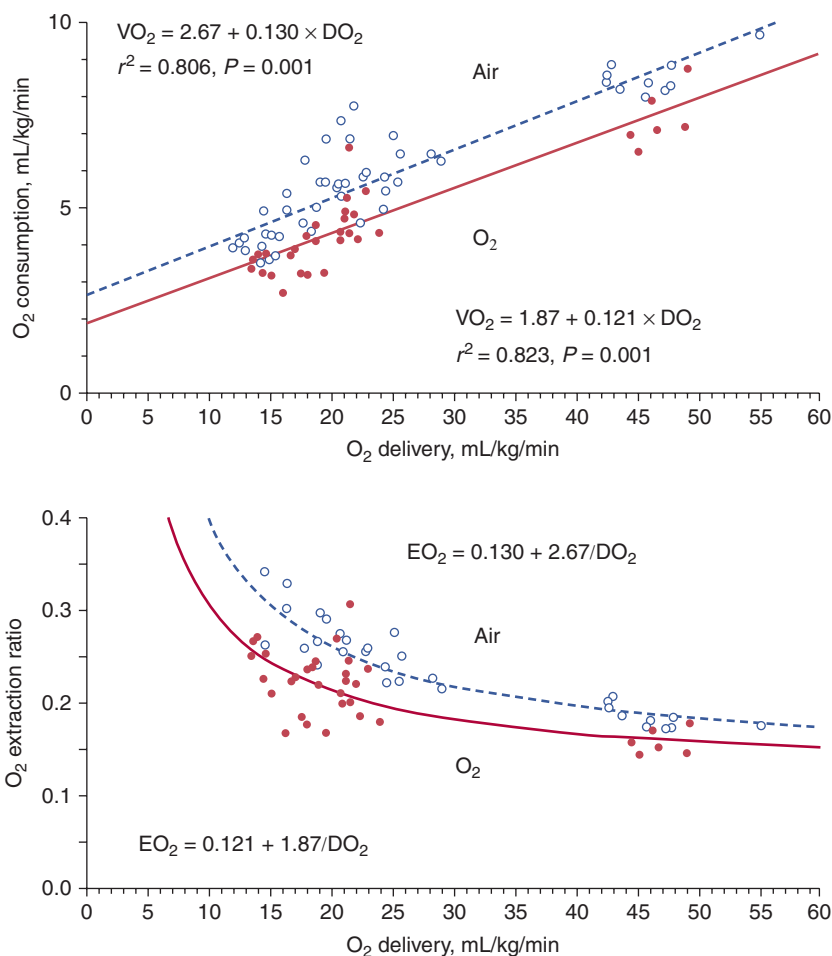 VO₂ = 2.67 + 0.130 × DO₂
r² = 0.806, P = 0.001
Air
O₂
VO₂ = 1.87 + 0.121 × DO₂
r² = 0.823, P = 0.001
O₂ consumption, mL/kg/min
10
5
0
0 5 10 15 20 25 30 35 40 45 50 55 60
O₂ delivery, mL/kg/min
EO₂ = 0.130 + 2.67/DO₂
Air
O₂
EO₂ = 0.121 + 1.87/DO₂
O₂ extraction ratio
0.4
0.3
0.2
0.1
0.0
0 5 10 15 20 25 30 35 40 45 50 55 60
O₂ delivery, mL/kg/min